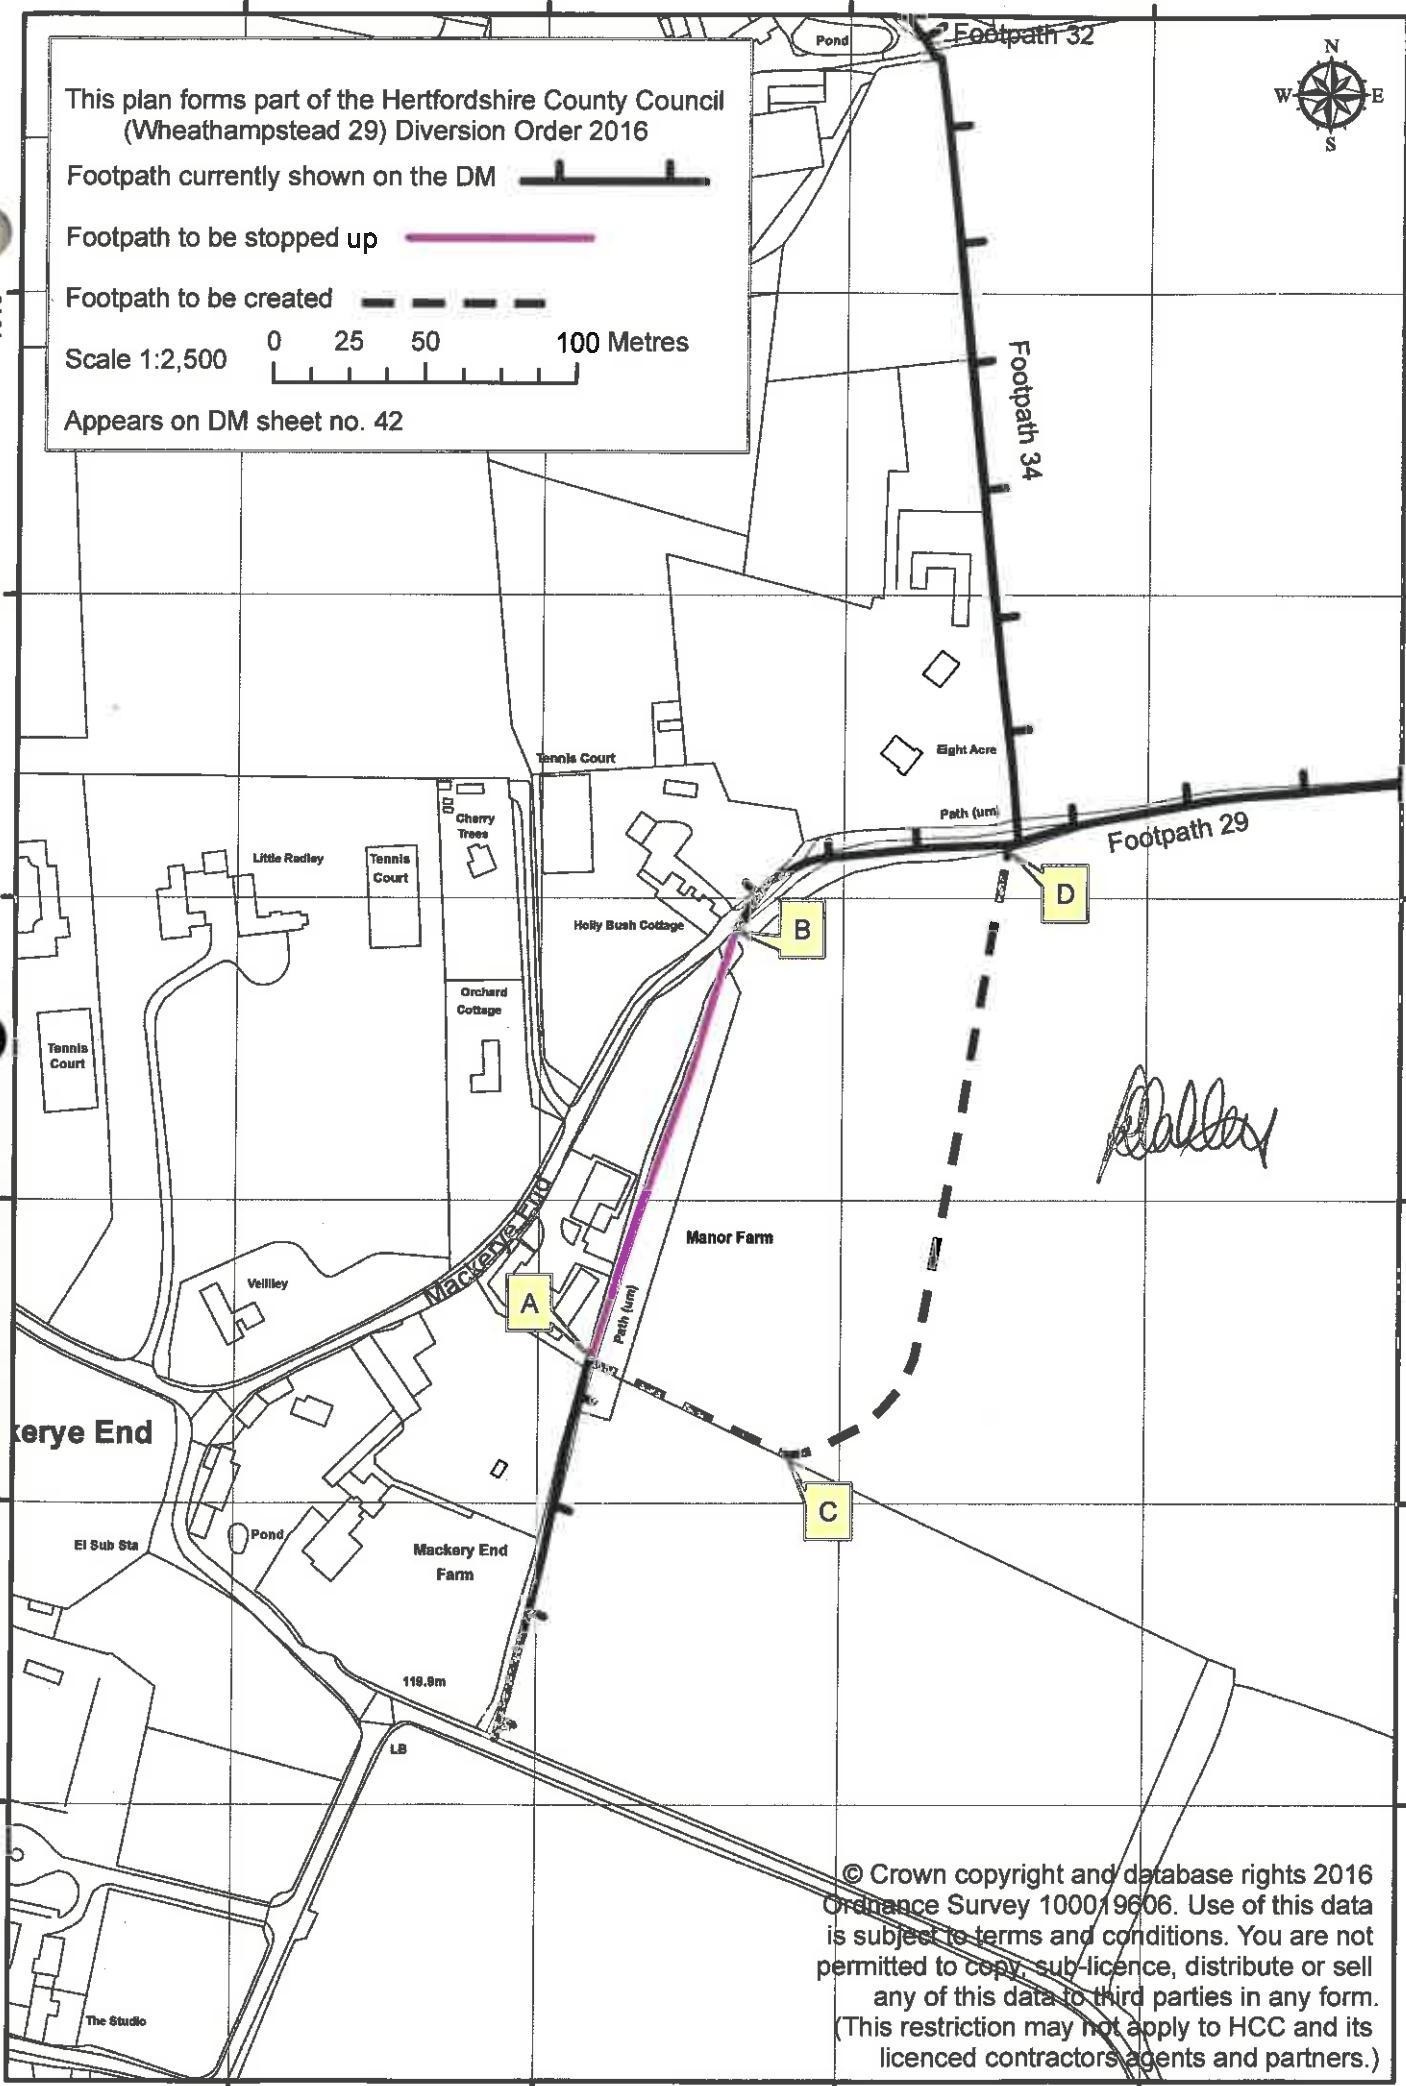 Pond
Footpath 32
N
W E
S
This plan forms part of the Hertfordshire County Council
(Wheathampstead 29) Diversion Order 2016
Footpath currently shown on the DM
Footpath to be stopped up
Footpath to be created
0 25 50 100 Metres
Scale 1:2,500
Appears on DM sheet no. 42
Footpath 34
Tennis Court
Eight Acre
Path (um)
Footpath 29
Cherry
Trees
Little Radley
Tennis
Court
D
B
Holly Bush Cottage
Orchard
Cottage
Tennis
Court
Mackerye End
Manor Farm
Path (um)
A
kerye End
C
El Sub Sta
Pond
Mackery End
Farm
119.9m
LB
The Studio
© Crown copyright and database rights 2016
Ordnance Survey 100019606. Use of this data
is subject to terms and conditions. You are not
permitted to copy, sub-licence, distribute or sell
any of this data to third parties in any form.
(This restriction may not apply to HCC and its
licenced contractors agents and partners.)